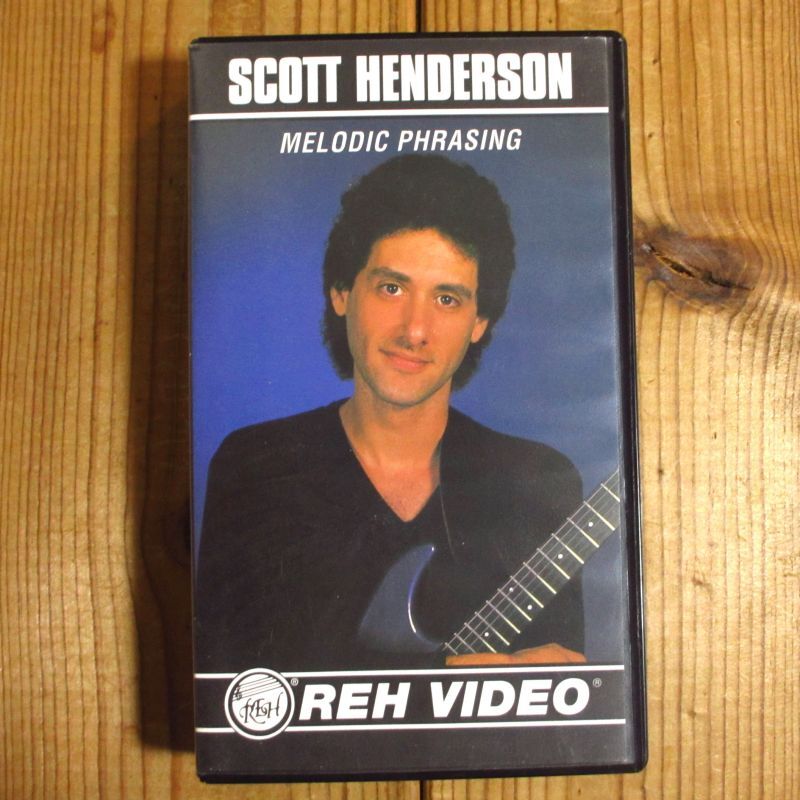 SCOTT HENDERSON
MELODIC PHRASING
REH ® REH VIDEO ®